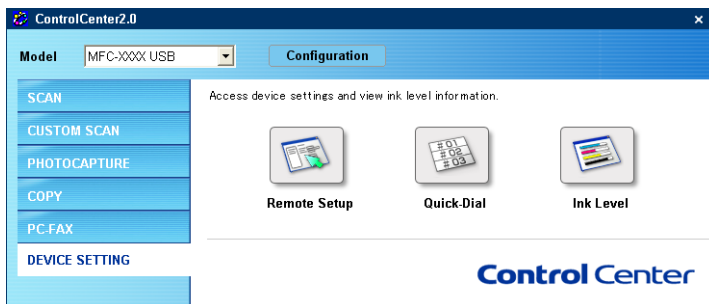 ControlCenter2.0
Model MFC-XXXX USB Configuration
SCAN
CUSTOM SCAN
PHOTOCAPTURE
COPY
PC-FAX
DEVICE SETTING
Access device settings and view ink level information.
#01
#02
#03
Remote Setup Quick-Dial Ink Level
Control Center